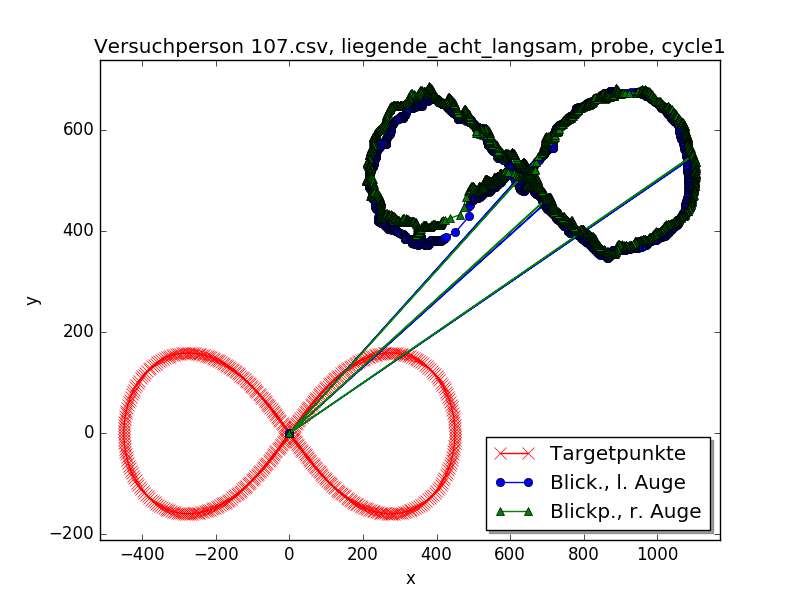 Versuchperson 107.csv, liegende_acht_langsam, probe, cycle1
y
600
400
200
0
−200
−400
−200
0
200
400
600
800
1000
x
Targetpunkte
Blick., l. Auge
Blickp., r. Auge